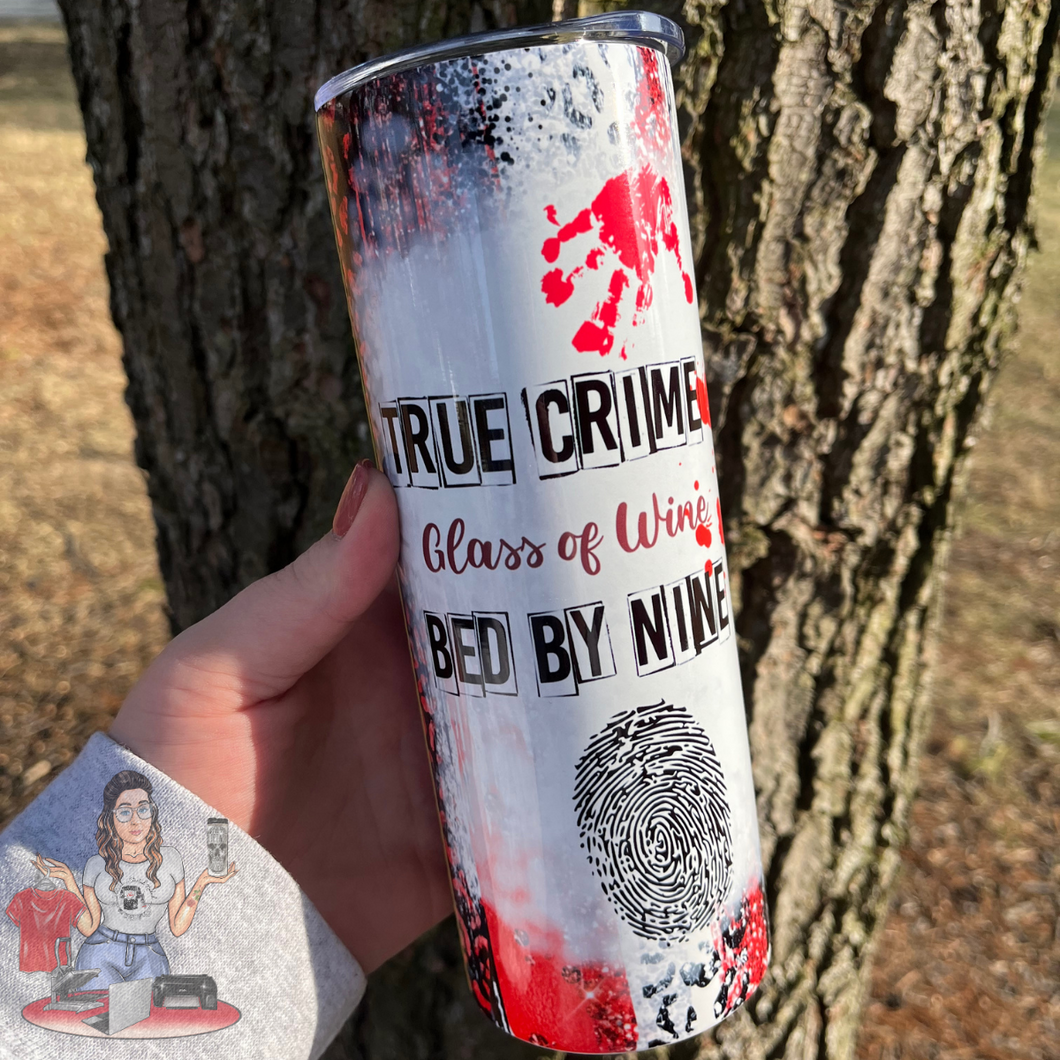 TRUE CRIME
Glass of Wine
BED BY NINE